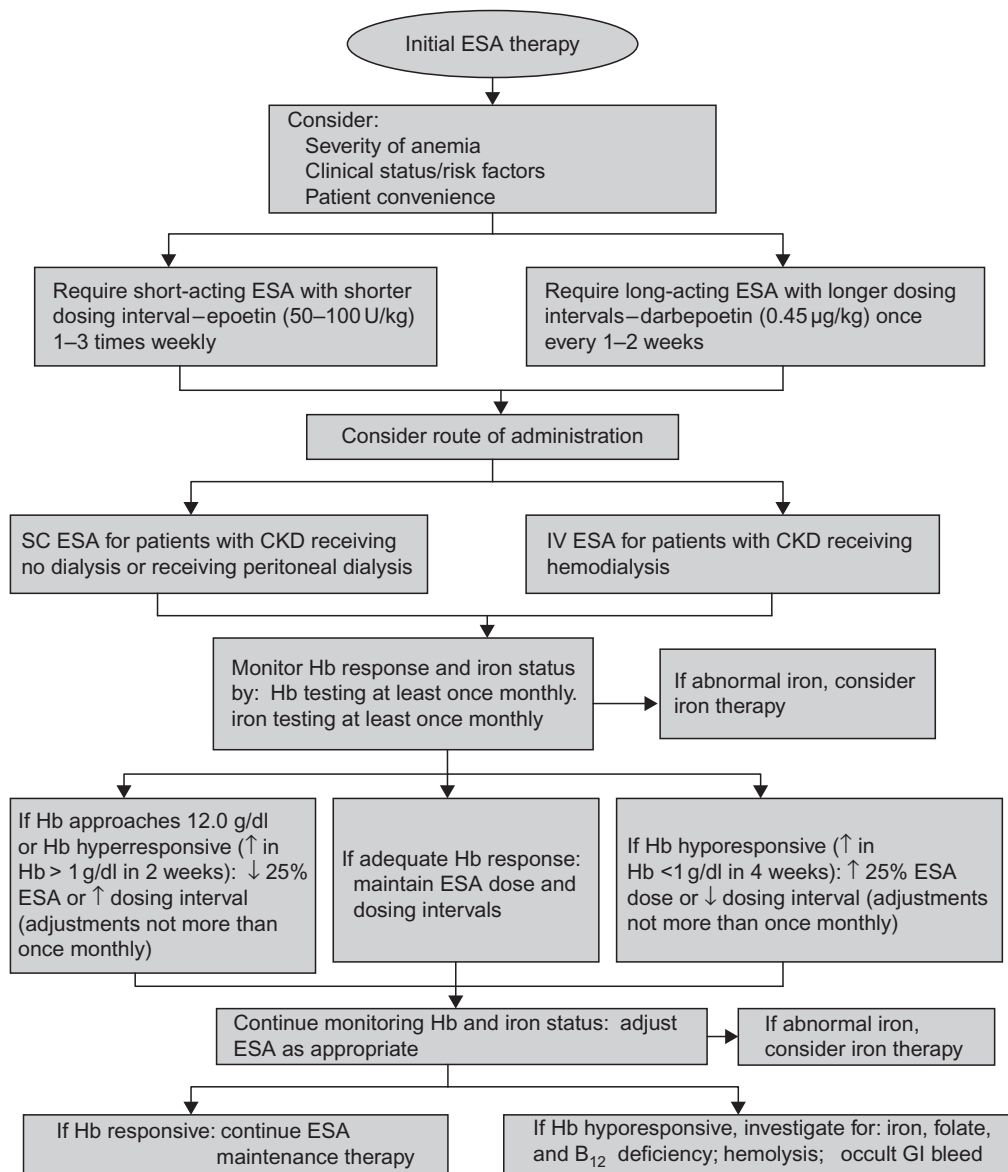 Initial ESA therapy
Consider:
Severity of anemia
Clinical status/risk factors
Patient convenience
Require short-acting ESA with shorter
dosing interval–epoetin (50–100 U/kg)
1–3 times weekly
Require long-acting ESA with longer dosing
intervals–darbepoetin (0.45 µg/kg) once
every 1–2 weeks
Consider route of administration
SC ESA for patients with CKD receiving
no dialysis or receiving peritoneal dialysis
IV ESA for patients with CKD receiving
hemodialysis
Monitor Hb response and iron status
by: Hb testing at least once monthly.
iron testing at least once monthly
If abnormal iron, consider
iron therapy
If Hb approaches 12.0 g/dl
or Hb hyperresponsive (↑ in
Hb > 1 g/dl in 2 weeks): ↓ 25%
ESA or ↑ dosing interval
(adjustments not more than
once monthly)
If adequate Hb response:
maintain ESA dose and
dosing intervals
If Hb hyporesponsive (↑ in
Hb <1 g/dl in 4 weeks): ↑ 25% ESA
dose or ↓ dosing interval (adjustments
not more than once monthly)
Continue monitoring Hb and iron status: adjust
ESA as appropriate
If abnormal iron,
consider iron therapy
If Hb responsive: continue ESA
maintenance therapy
If Hb hyporesponsive, investigate for: iron, folate,
and B12 deficiency; hemolysis; occult GI bleed